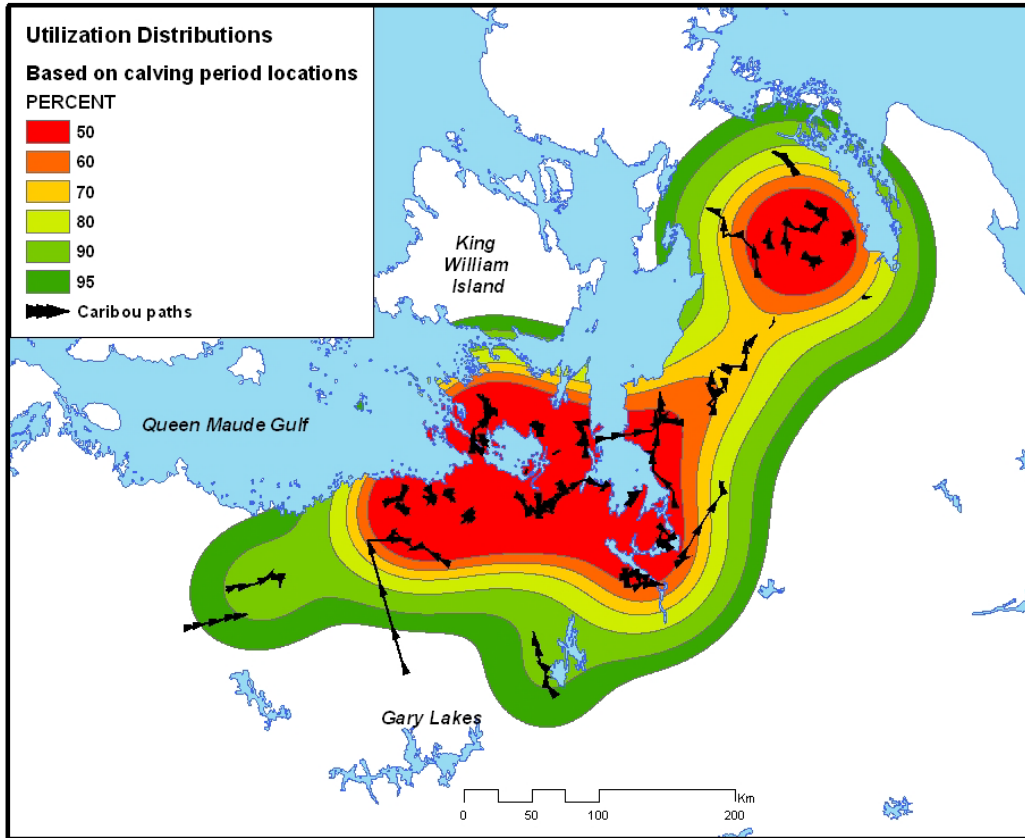 Utilization Distributions
Based on calving period locations
PERCENT
50
60
70
80
90
95
Caribou paths
King
William
Island
Queen Maude Gulf
Gary Lakes
Km
0 50 100 200